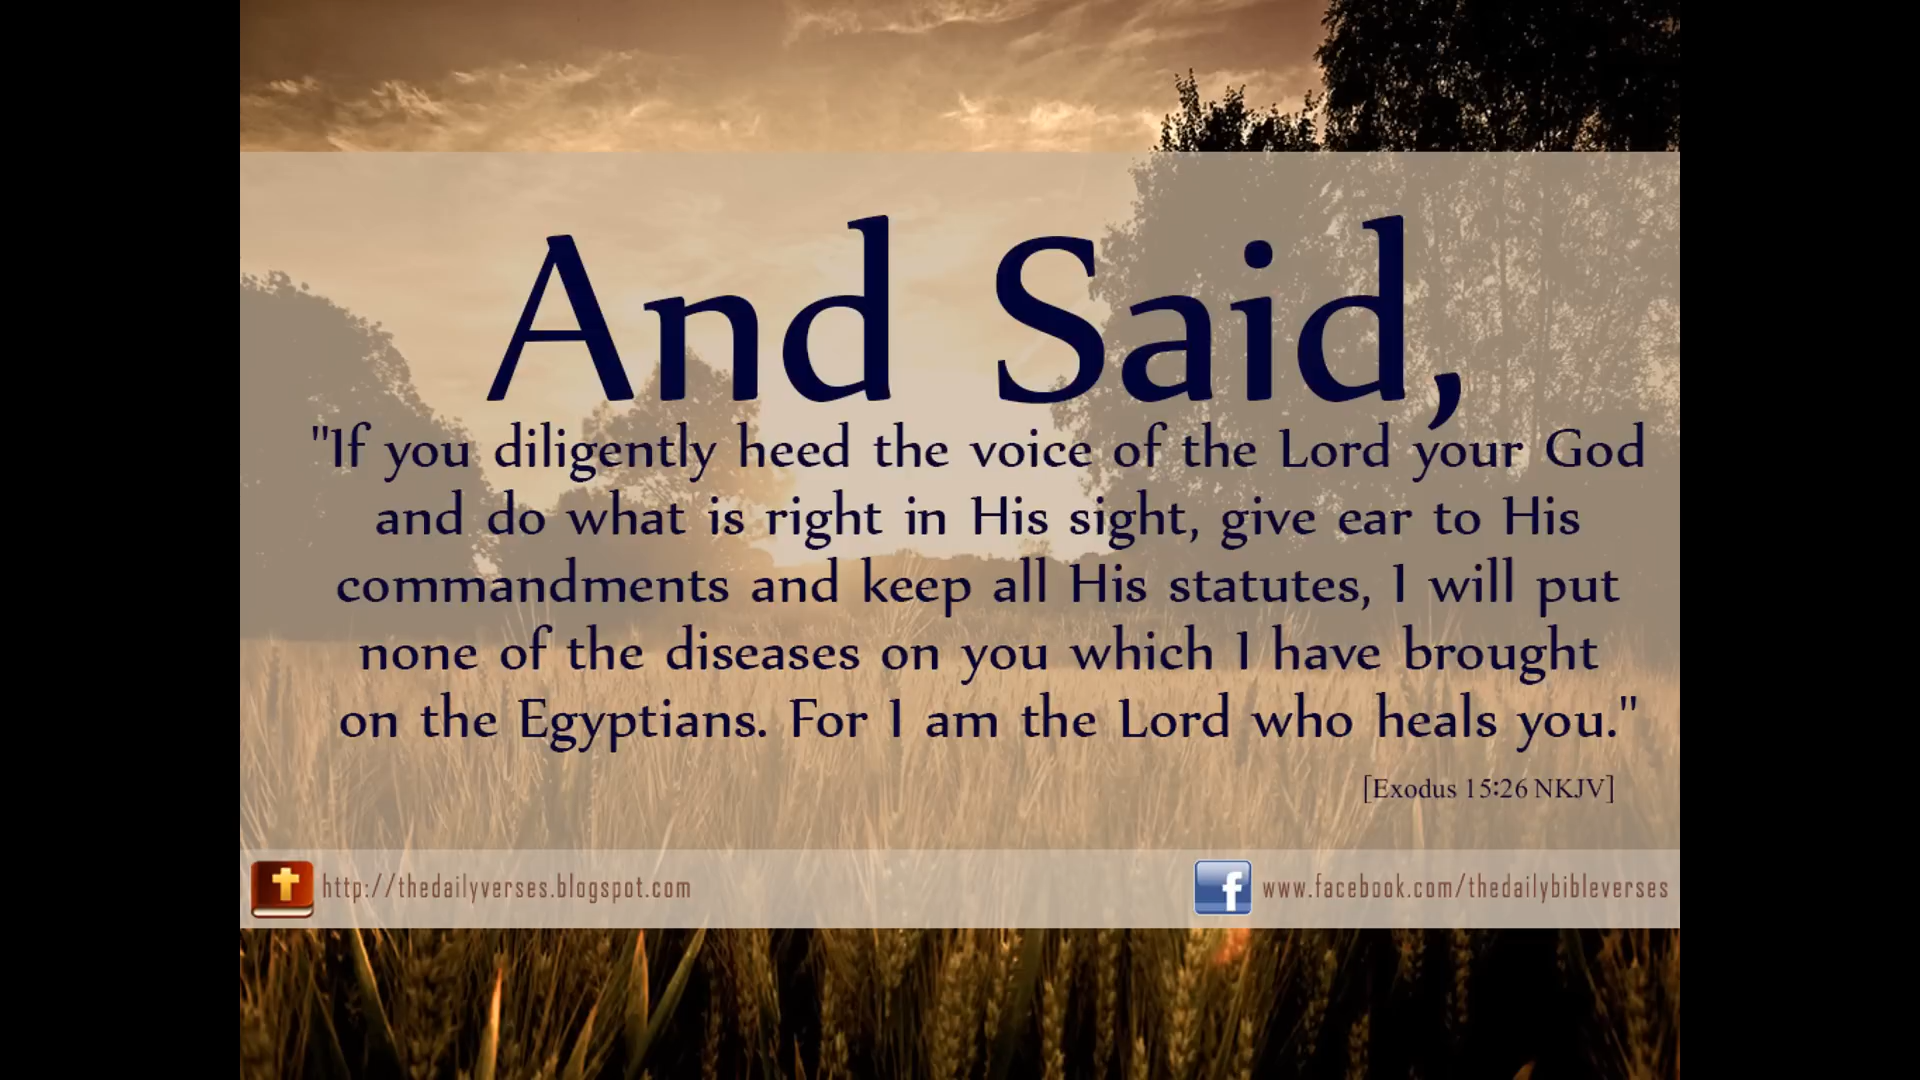 And Said,
"If you diligently heed the voice of the Lord your God
and do what is right in His sight, give ear to His
commandments and keep all His statutes, I will put
none of the diseases on you which I have brought
on the Egyptians. For I am the Lord who heals you."
[Exodus 15:26 NKJV]
http://thedailyverses.blogspot.com
f www.facebook.com/thedailybibleverses